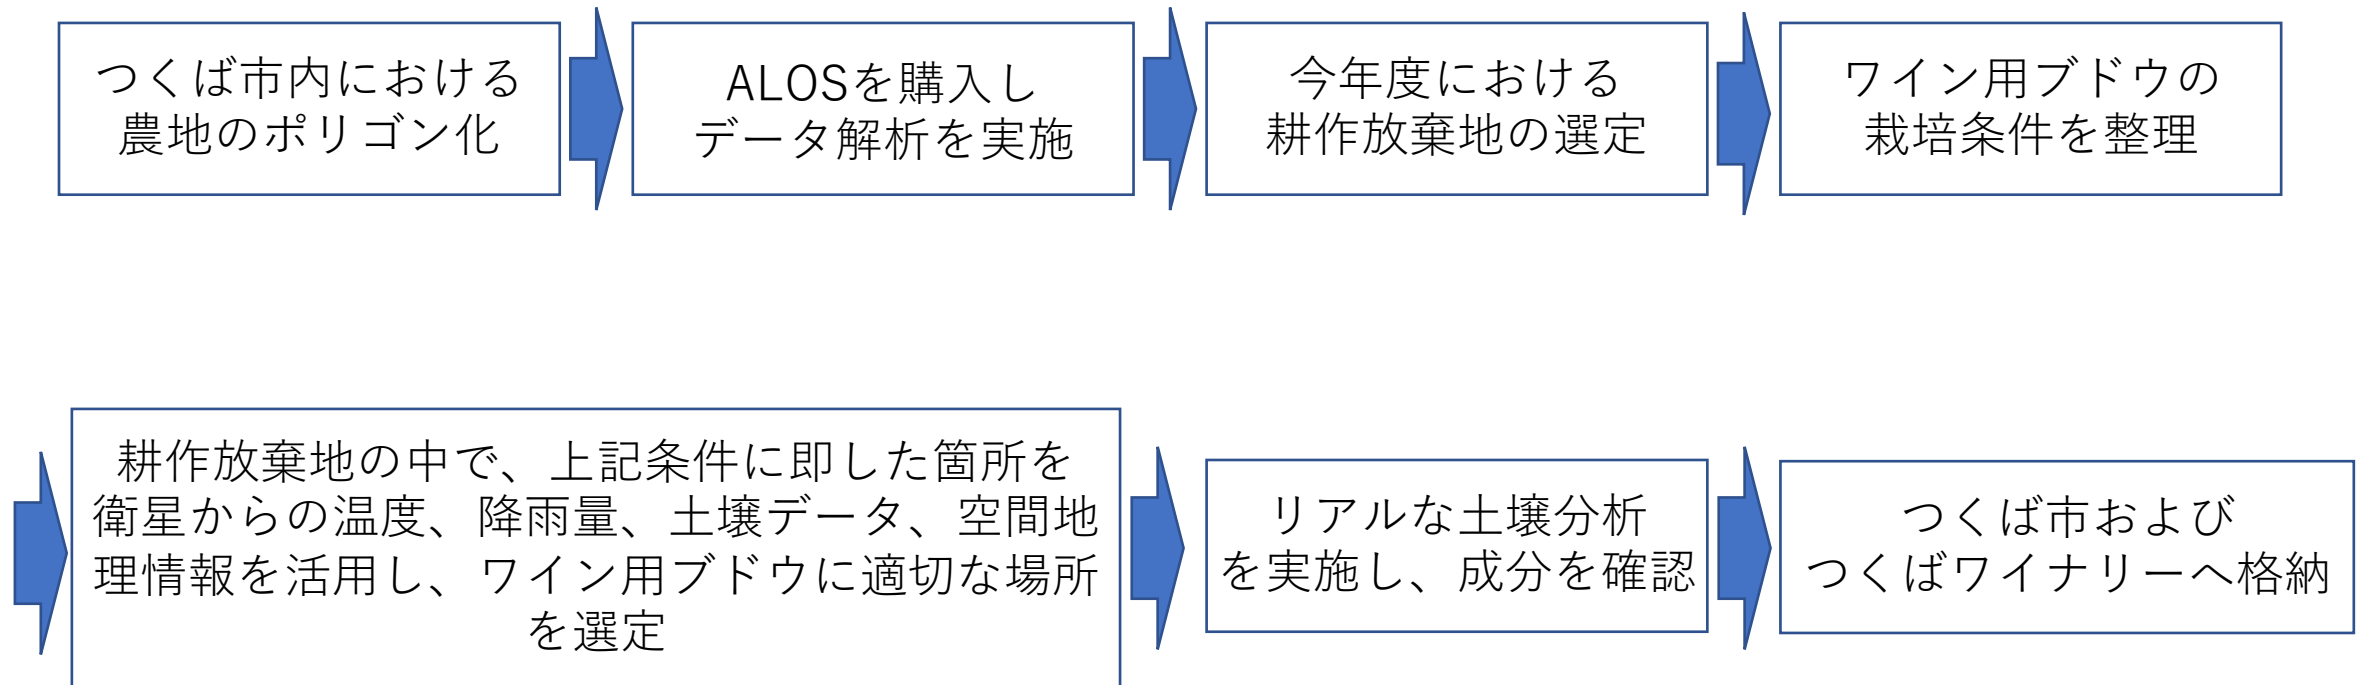 つくば市内における
農地のポリゴン化
ALOSを購入し
データ解析を実施
今年度における
耕作放棄地の選定
ワイン用ブドウの
栽培条件を整理
耕作放棄地の中で、上記条件に即した箇所を
衛星からの温度、降雨量、土壌データ、空間地
理情報を活用し、ワイン用ブドウに適切な場所
を選定
リアルな土壌分析
を実施し、成分を確認
つくば市および
つくばワイナリーへ格納